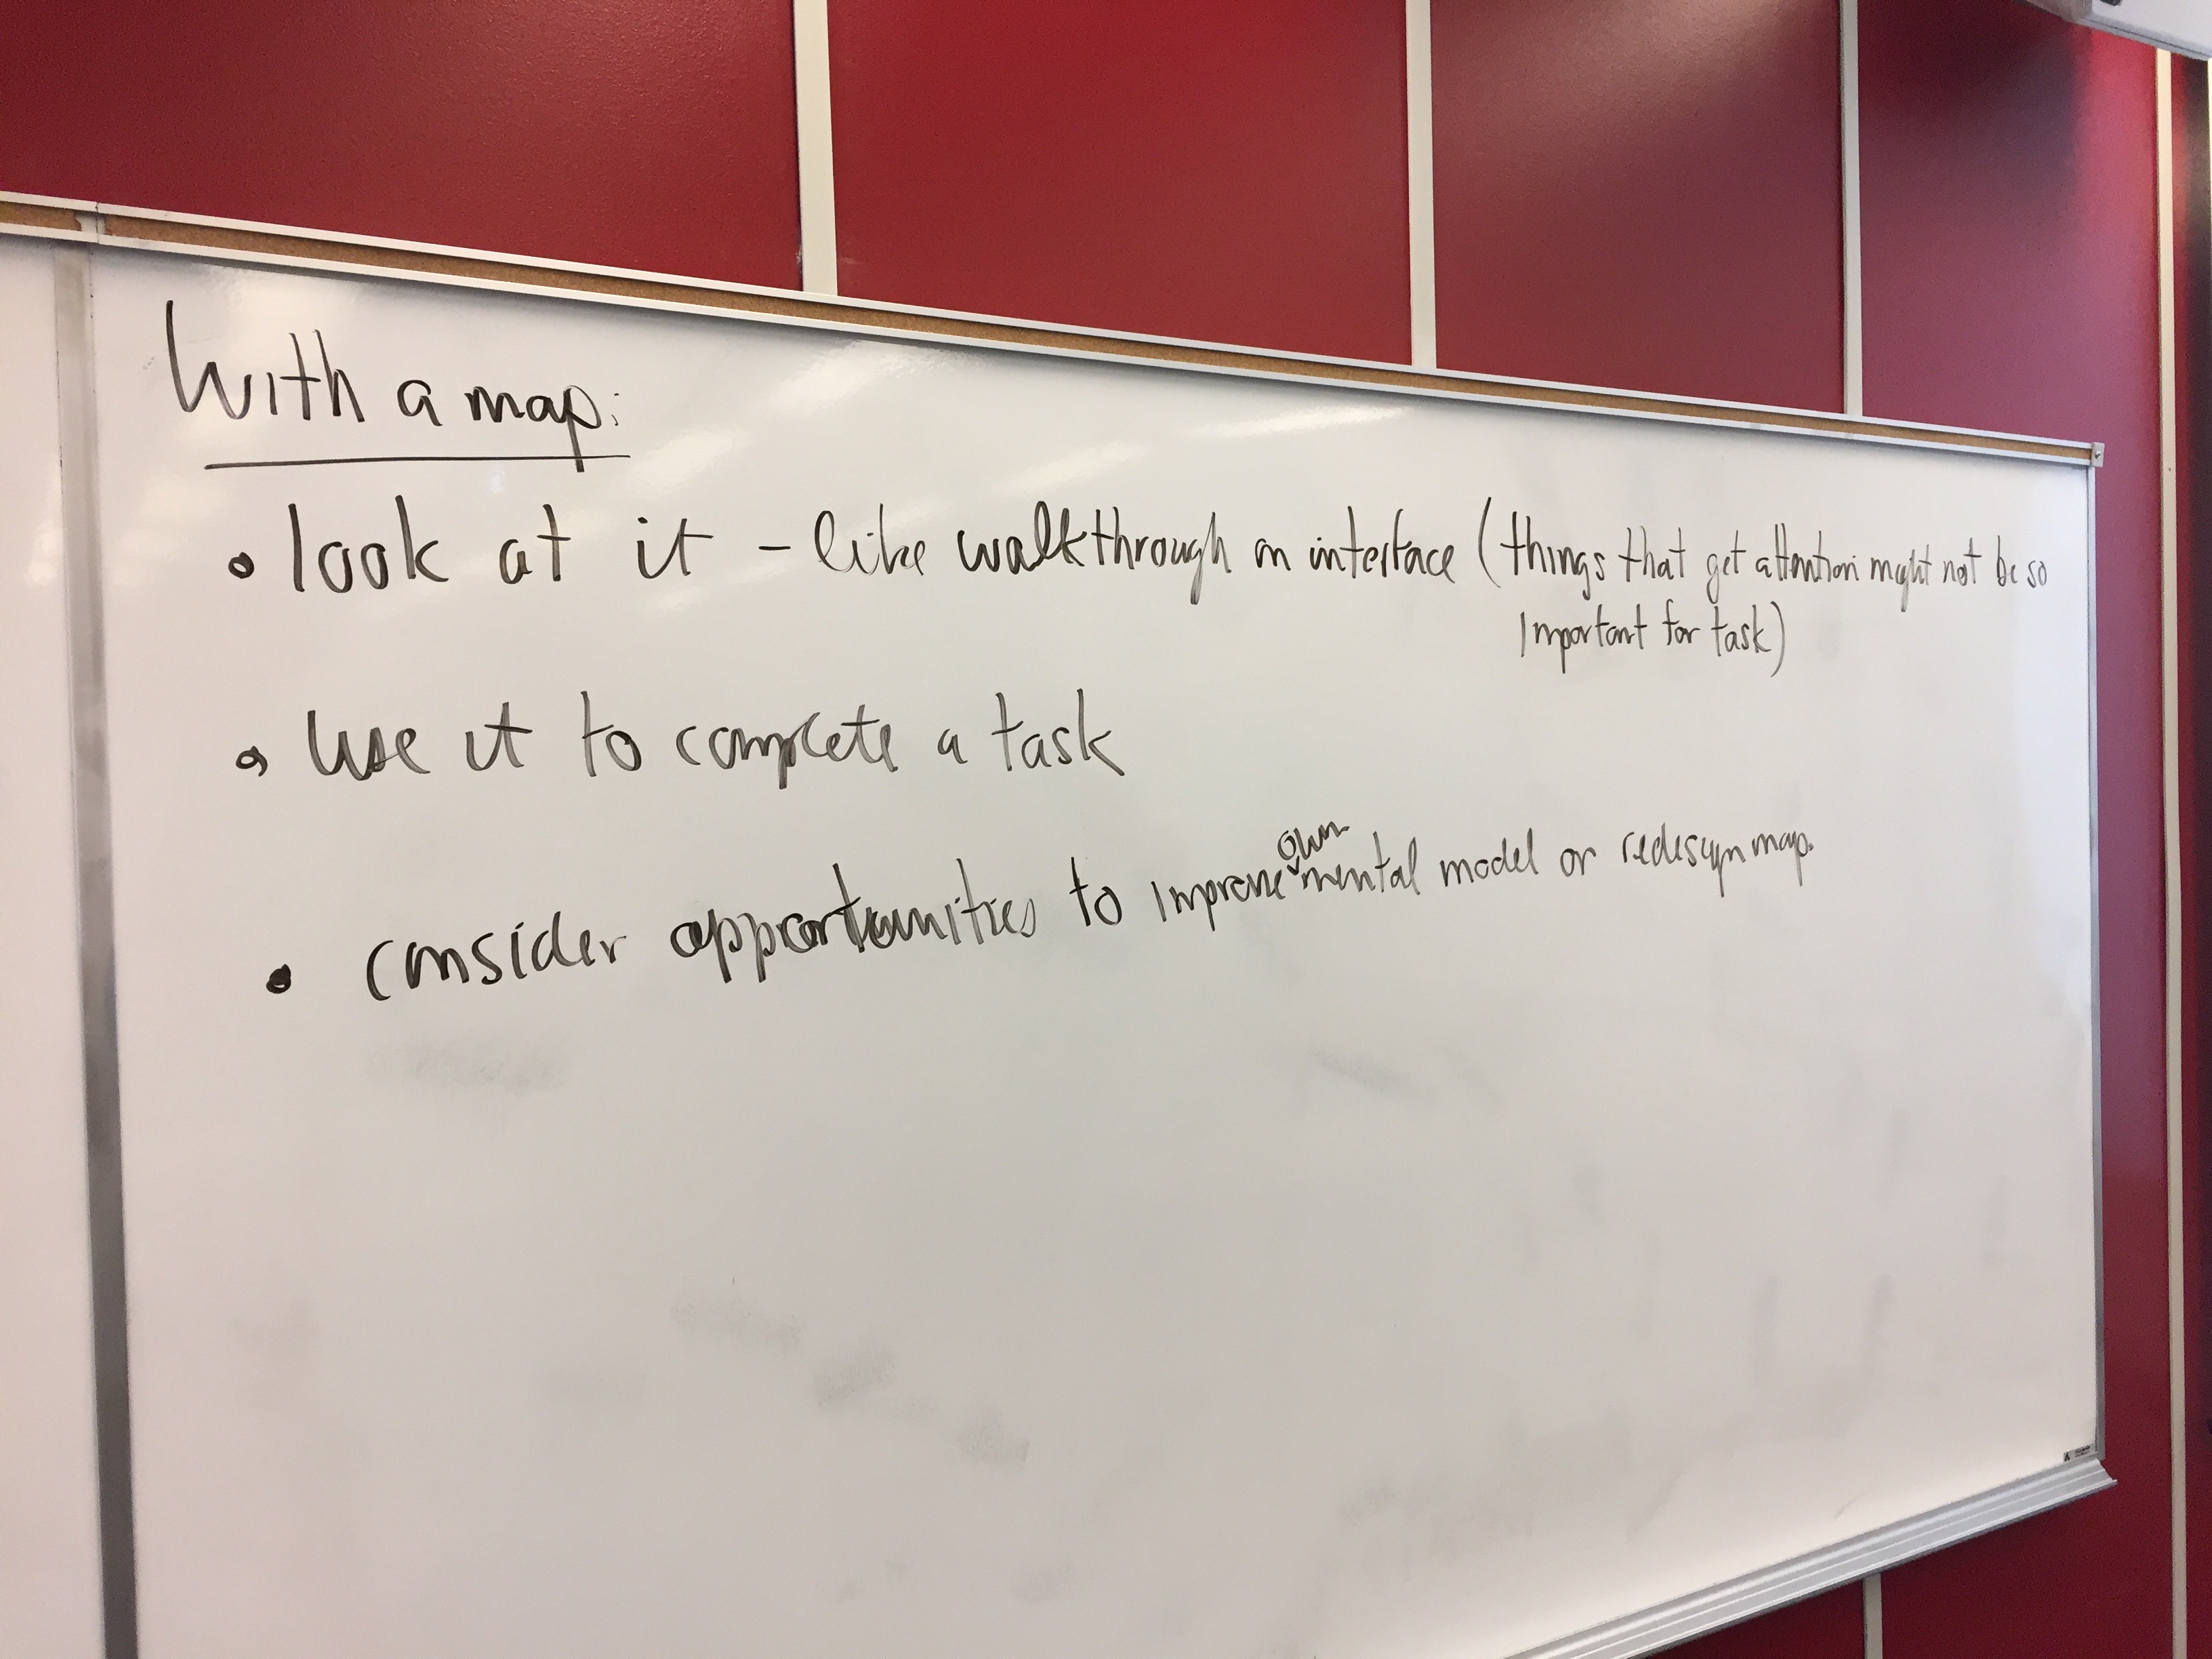 With a map:
• look at it - like walkthrough on interface (things that get attention might not be so
important for task)
• use it to complete a task
• consider opportunities to improve own mental model or redesign map.